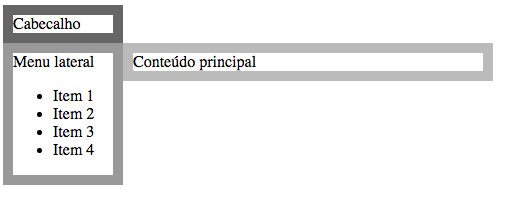 Cabecalho
Menu lateral
Conteúdo principal
Item 1
Item 2
Item 3
Item 4